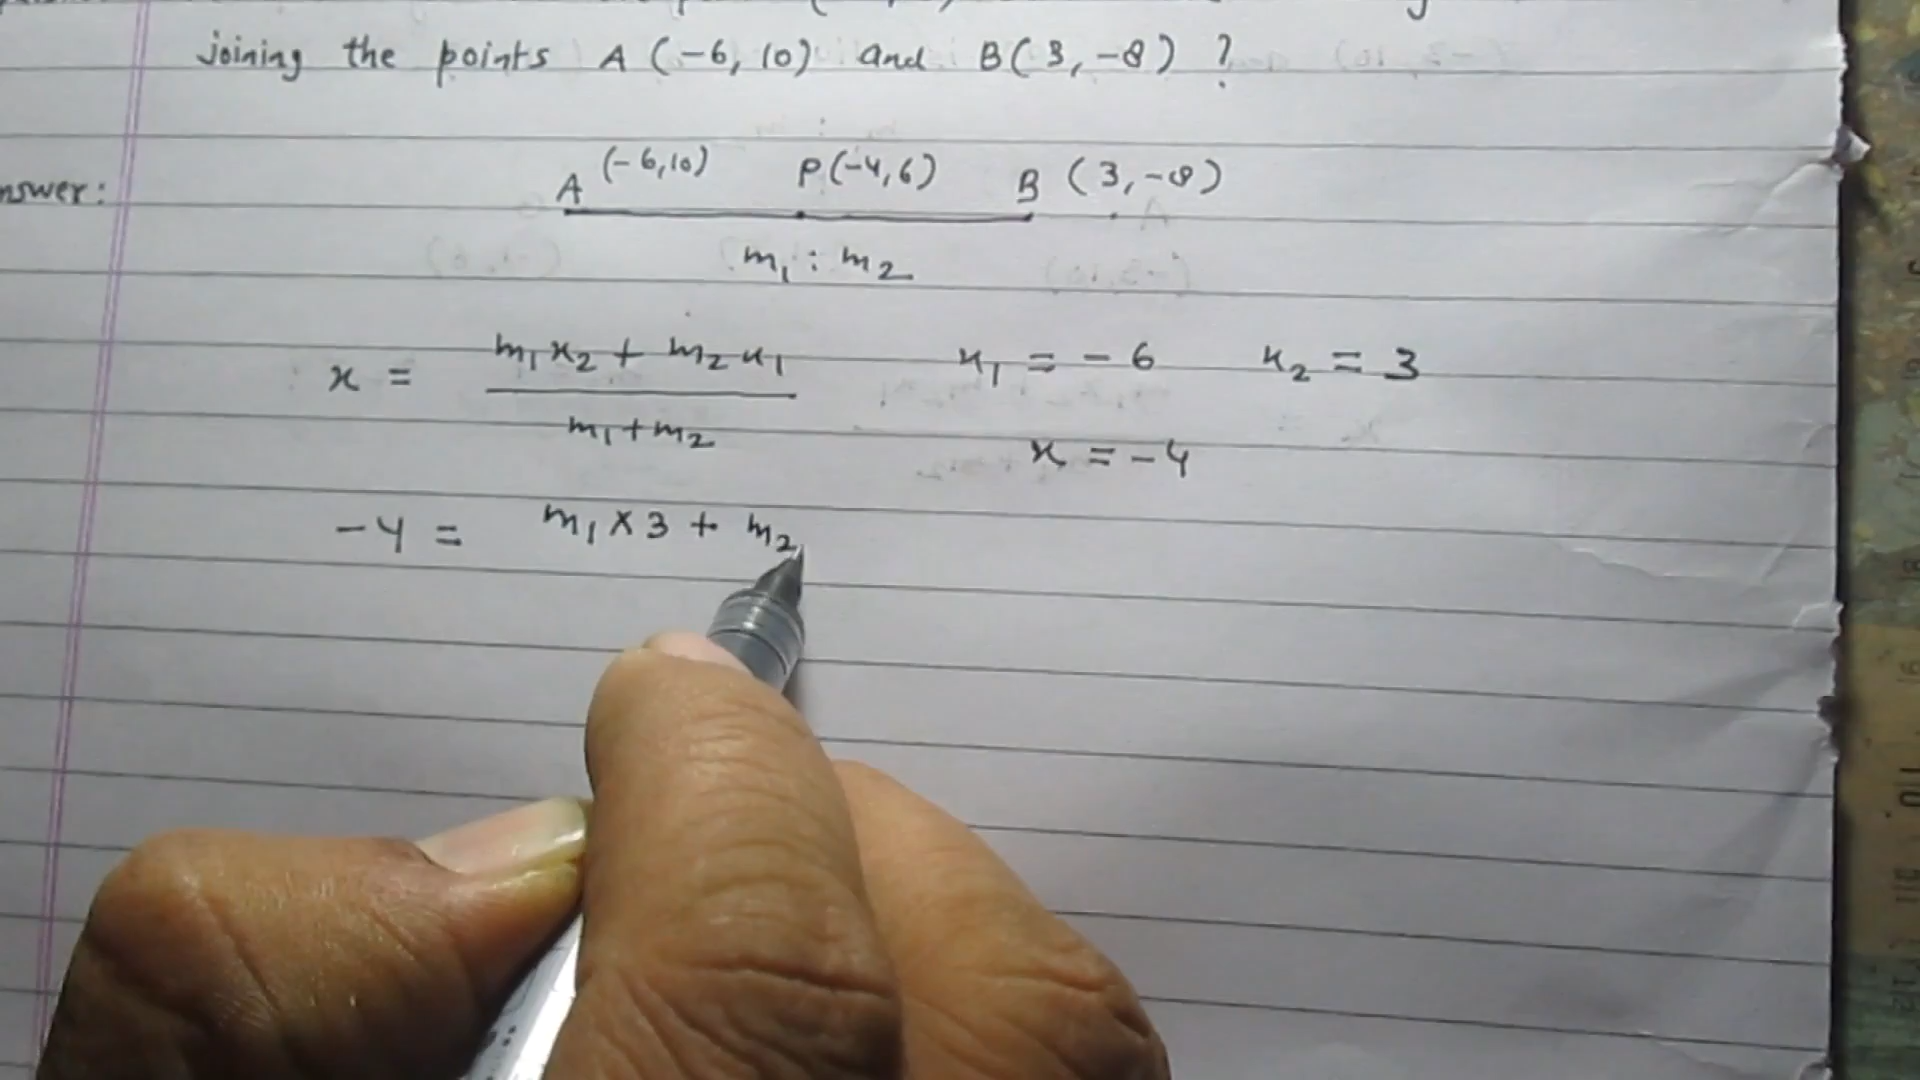 joining the points A (-6, 10) and B (3, -8) ?
Answer:
A (-6,10) P(-4,6) B (3,-8)
m₁ : m₂
x = m₁x₂ + m₂x₁ / m₁+m₂ x₁ = -6 x₂ = 3
x = -4
-4 = m₁ × 3 + m₂